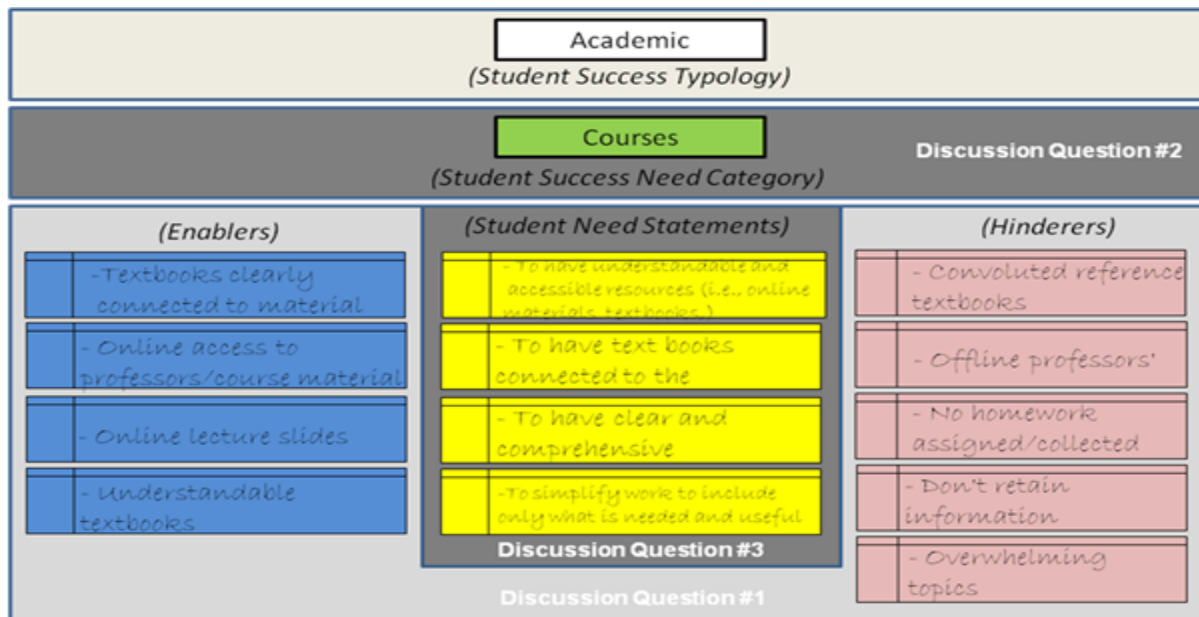 Academic
(Student Success Typology)
Courses
(Student Success Need Category)
Discussion Question #2
(Enablers)
-Textbooks clearly
connected to material
- Online access to
professors/course material
- Online lecture slides
- Understandable
textbooks
(Student Need Statements)
- To have understandable and
accessible resources (i.e., online
materials, textbooks,)
- To have text books
connected to the
- To have clear and
comprehensive
-To simplify work to include
only what is needed and useful
Discussion Question #3
(Hinderers)
- Convoluted reference
textbooks
- Offline professors'
- No homework
assigned/collected
- Don't retain
information
- Overwhelming
topics
Discussion Question #1